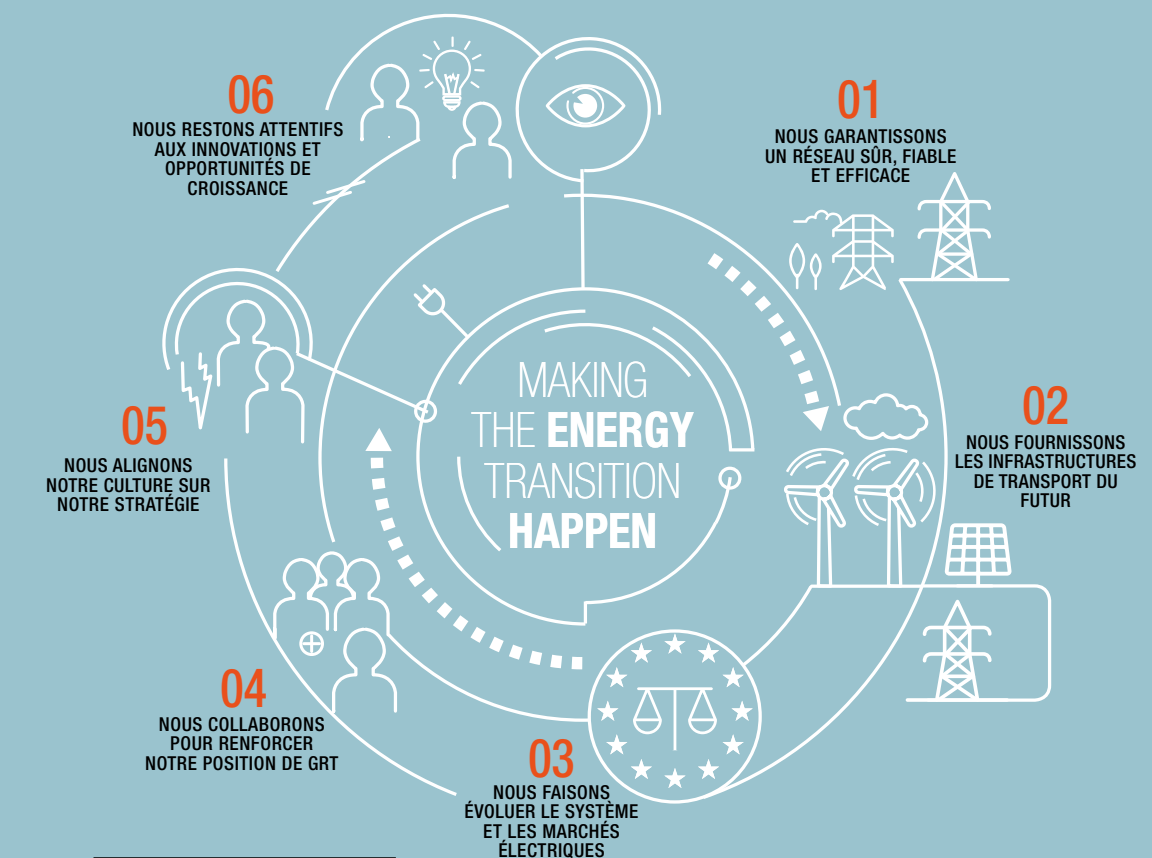 MAKING
THE ENERGY
TRANSITION
HAPPEN
01
NOUS GARANTISSONS
UN RÉSEAU SÛR, FIABLE
ET EFFICACE
02
NOUS FOURNISSONS
LES INFRASTRUCTURES
DE TRANSPORT DU
FUTUR
03
NOUS FAISONS
ÉVOLUER LE SYSTÈME
ET LES MARCHÉS
ÉLECTRIQUES
04
NOUS COLLABORONS
POUR RENFORCER
NOTRE POSITION DE GRT
05
NOUS ALIGNONS
NOTRE CULTURE SUR
NOTRE STRATÉGIE
06
NOUS RESTONS ATTENTIFS
AUX INNOVATIONS ET
OPPORTUNITÉS DE
CROISSANCE